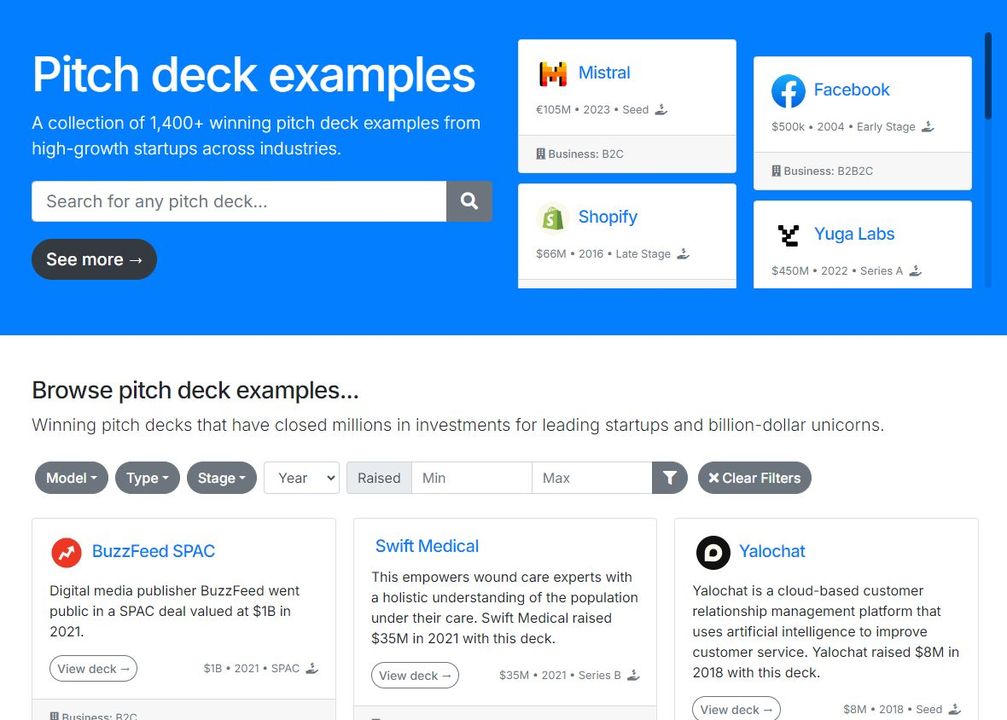 Pitch deck examples
A collection of 1,400+ winning pitch deck examples from
high-growth startups across industries.
Search for any pitch deck...
See more →
Mistral
€105M • 2023 • Seed
Business: B2C
Shopify
$66M • 2016 • Late Stage
Facebook
$500k • 2004 • Early Stage
Business: B2B2C
Yuga Labs
$450M • 2022 • Series A
Browse pitch deck examples...
Winning pitch decks that have closed millions in investments for leading startups and billion-dollar unicorns.
Model Type Stage Year Raised Min Max Clear Filters
BuzzFeed SPAC
Digital media publisher BuzzFeed went
public in a SPAC deal valued at $1B in
2021.
View deck → $1B • 2021 • SPAC
Business: B2C
Swift Medical
This empowers wound care experts with
a holistic understanding of the population
under their care. Swift Medical raised
$35M in 2021 with this deck.
View deck → $35M • 2021 • Series B
Yalochat
Yalochat is a cloud-based customer
relationship management platform that
uses artificial intelligence to improve
customer service. Yalochat raised $8M in
2018 with this deck.
View deck → $8M • 2018 • Seed